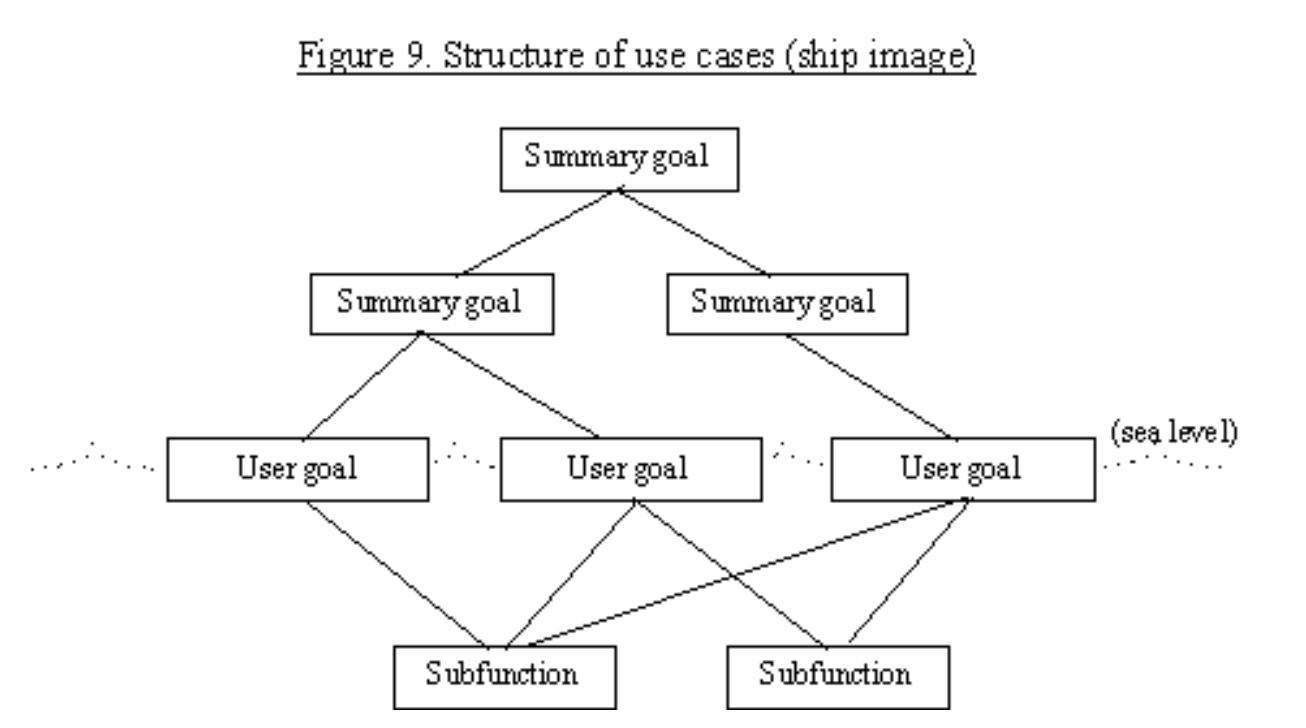 Figure 9. Structure of use cases (ship image)
Summary goal
Summary goal Summary goal
(sea level)
User goal User goal User goal
Subfunction Subfunction